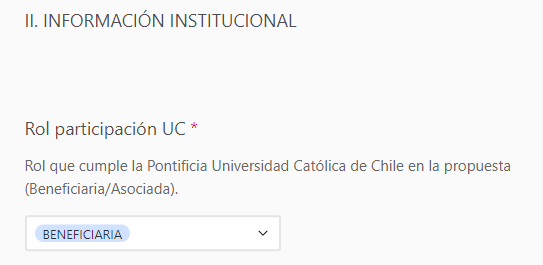 II. INFORMACIÓN INSTITUCIONAL
Rol participación UC *
Rol que cumple la Pontificia Universidad Católica de Chile en la propuesta
(Beneficiaria/Asociada).
BENEFICIARIA